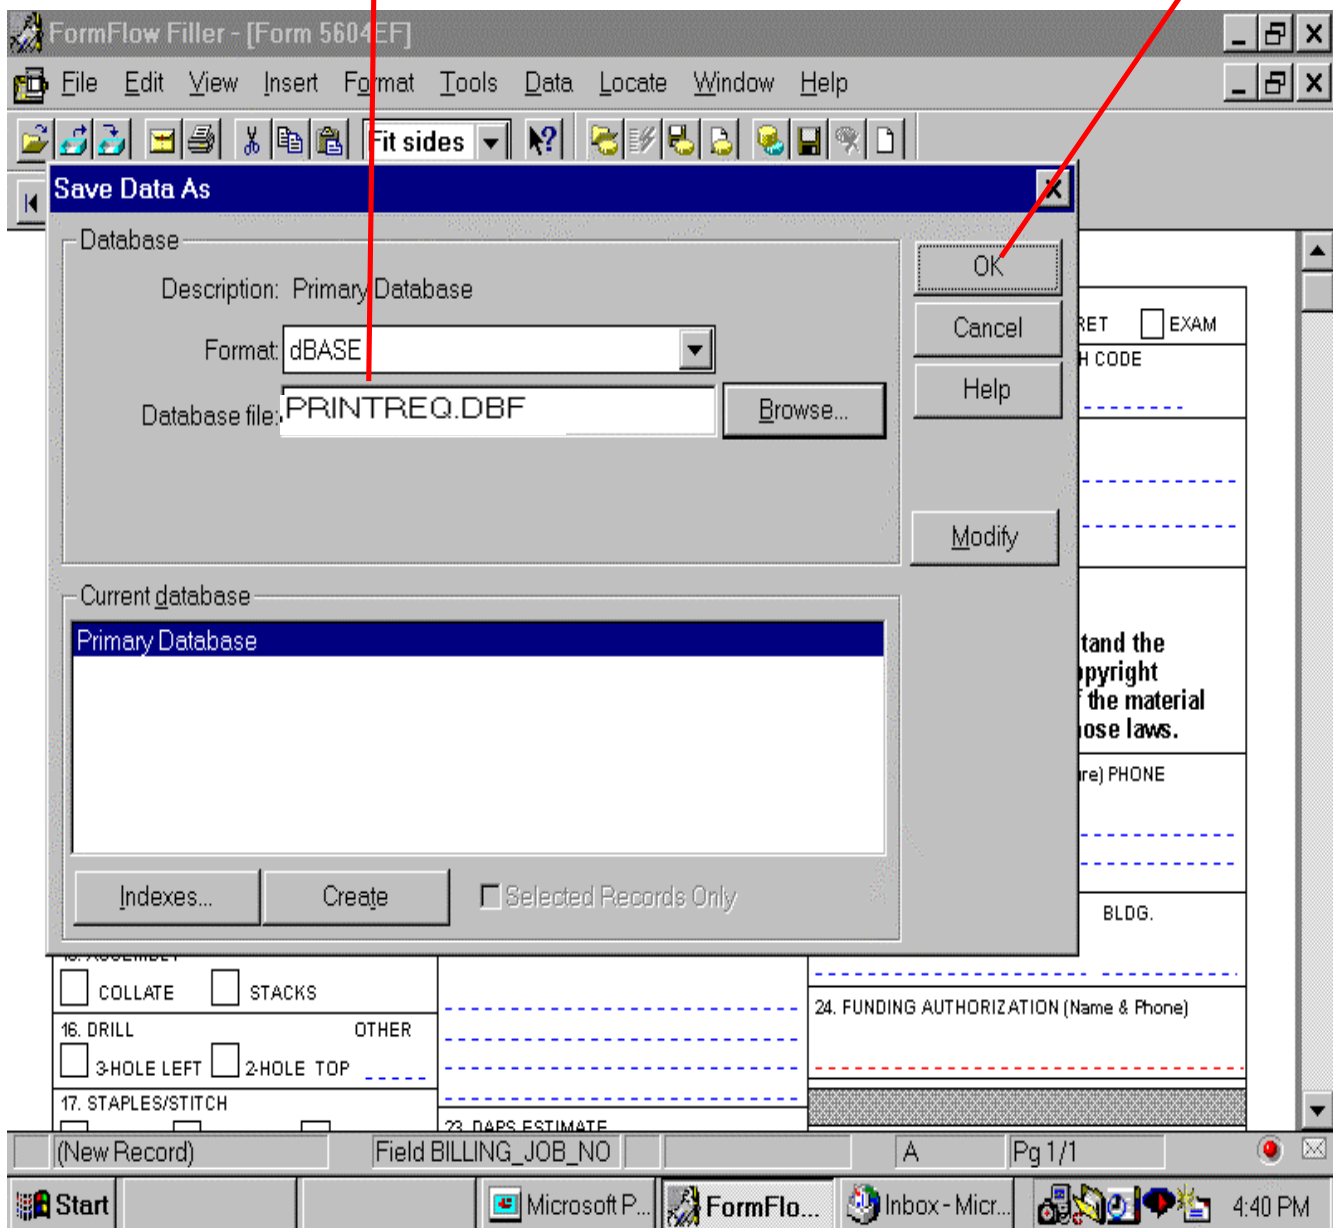 FormFlow Filler - [Form 5604EF]
File Edit View Insert Format Tools Data Locate Window Help
Fit sides
Save Data As
Database
OK
Description: Primary Database
Cancel
RET EXAM
Format: dBASE
H CODE
Help
Database file: PRINTREQ.DBF Browse...
Modify
Current database
Primary Database
tand the
pyright
f the material
ose laws.
re) PHONE
Indexes... Create Selected Records Only
BLDG.
15. ASSEMBLY
COLLATE STACKS
24. FUNDING AUTHORIZATION (Name & Phone)
16. DRILL OTHER
3-HOLE LEFT 2-HOLE TOP
17. STAPLES/STITCH
23. DAPS ESTIMATE
(New Record) Field BILLING_JOB_NO A Pg 1/1
Start Microsoft P... FormFlo... Inbox - Micr... 4:40 PM